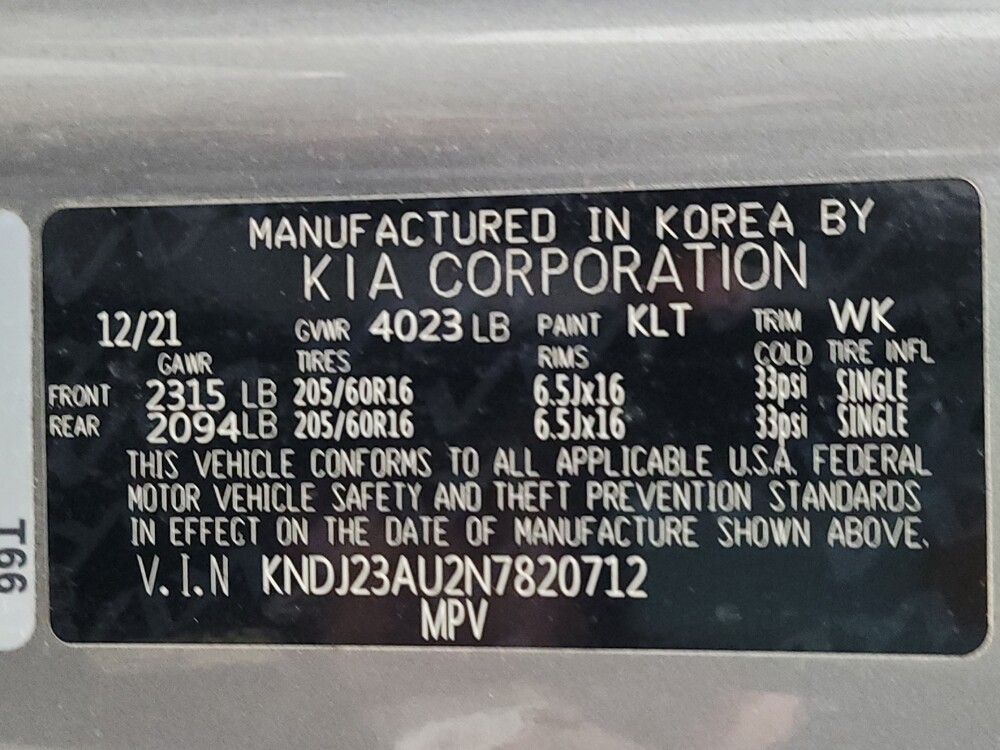 MANUFACTURED IN KOREA BY
KIA CORPORATION
12/21 GVWR 4023 LB PAINT KLT TRIM WK
GAWR TIRES RIMS COLD TIRE INFL
FRONT 2315 LB 205/60R16 6.5Jx16 33psi SINGLE
REAR 2094 LB 205/60R16 6.5Jx16 33psi SINGLE
THIS VEHICLE CONFORMS TO ALL APPLICABLE U.S.A. FEDERAL
MOTOR VEHICLE SAFETY AND THEFT PREVENTION STANDARDS
IN EFFECT ON THE DATE OF MANUFACTURE SHOWN ABOVE.
V.I.N KNDJ23AU2N7820712
MPV
T66